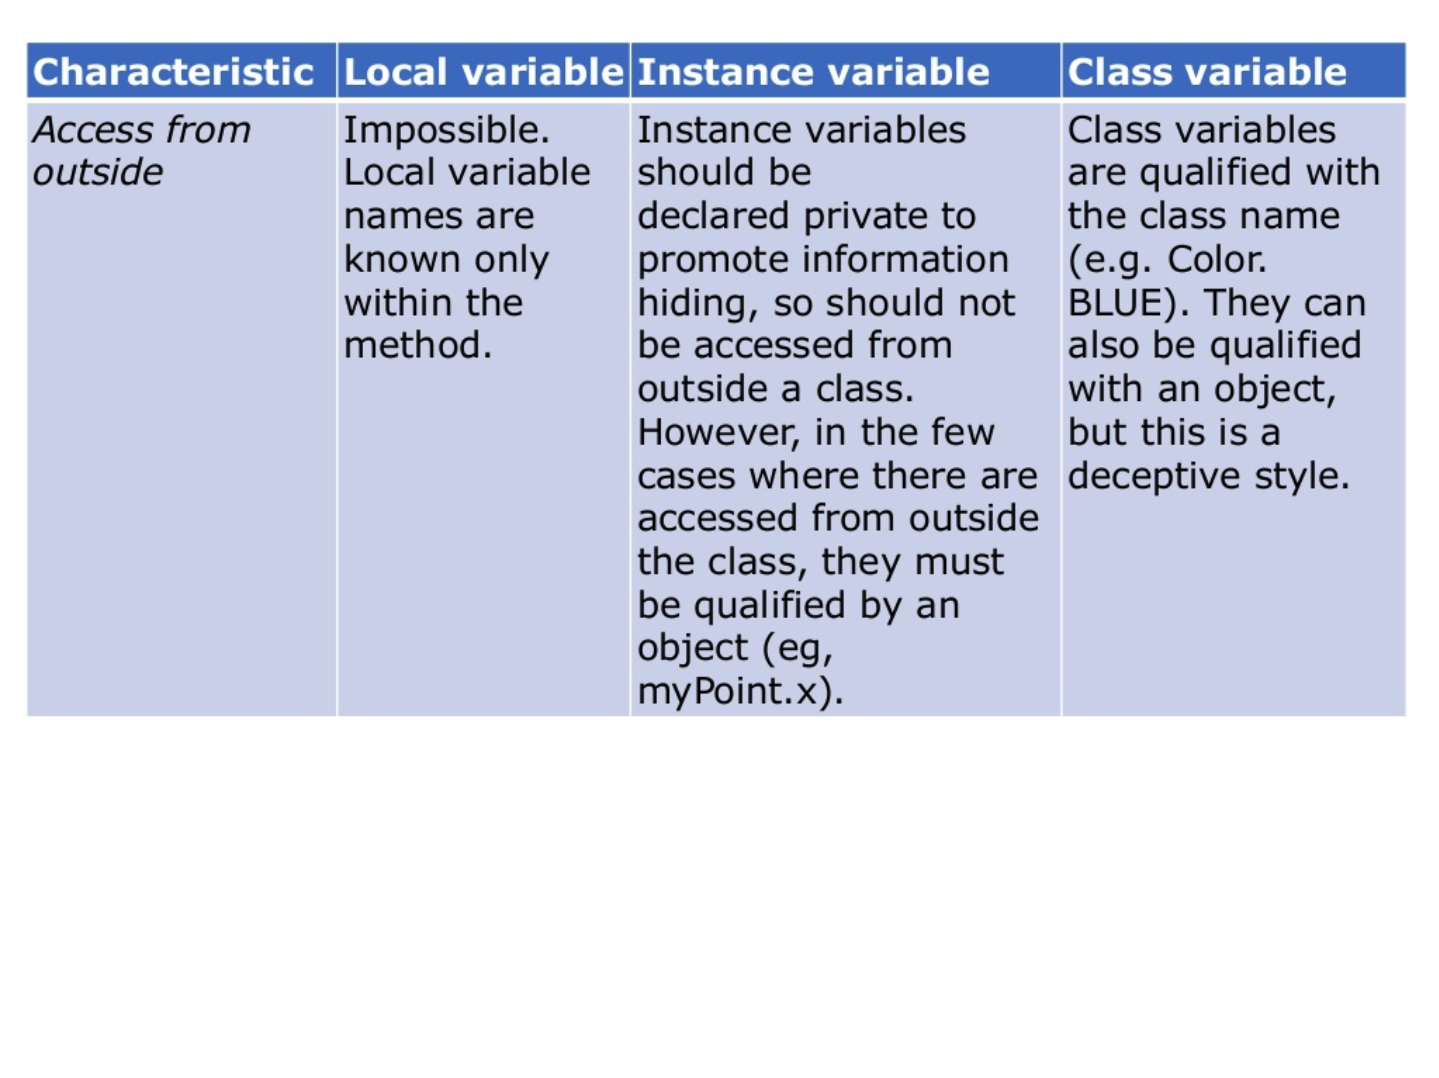 Characteristic
Local variable
Instance variable
Class variable
Access from
outside
Impossible.
Local variable
names are
known only
within the
method.
Instance variables
should be
declared private to
promote information
hiding, so should not
be accessed from
outside a class.
However, in the few
cases where there are
accessed from outside
the class, they must
be qualified by an
object (eg,
myPoint.x).
Class variables
are qualified with
the class name
(e.g. Color.
BLUE). They can
also be qualified
with an object,
but this is a
deceptive style.